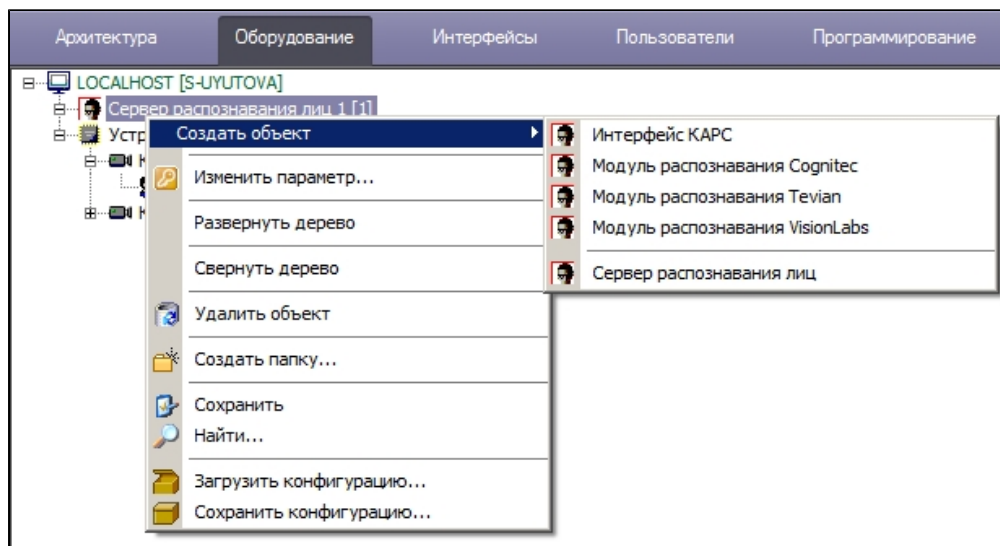 Архитектура Оборудование Интерфейсы Пользователи Программирование
LOCALHOST [S-UYUTOVA]
Сервер распознавания лиц 1 [1]
Создать объект
Изменить параметр...
Развернуть дерево
Свернуть дерево
Удалить объект
Создать папку...
Сохранить
Найти...
Загрузить конфигурацию...
Сохранить конфигурацию...
Интерфейс КАРС
Модуль распознавания Cognitec
Модуль распознавания Tevian
Модуль распознавания VisionLabs
Сервер распознавания лиц